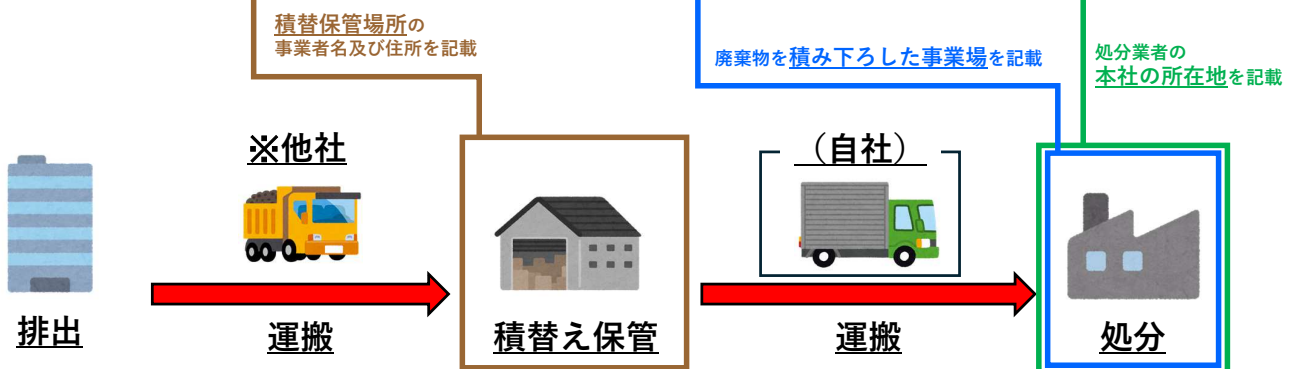 積替保管場所の
事業者名及び住所を記載
廃棄物を積み下ろした事業場を記載
処分業者の
本社の所在地を記載
※他社
（自社）
排出
運搬
積替え保管
運搬
処分